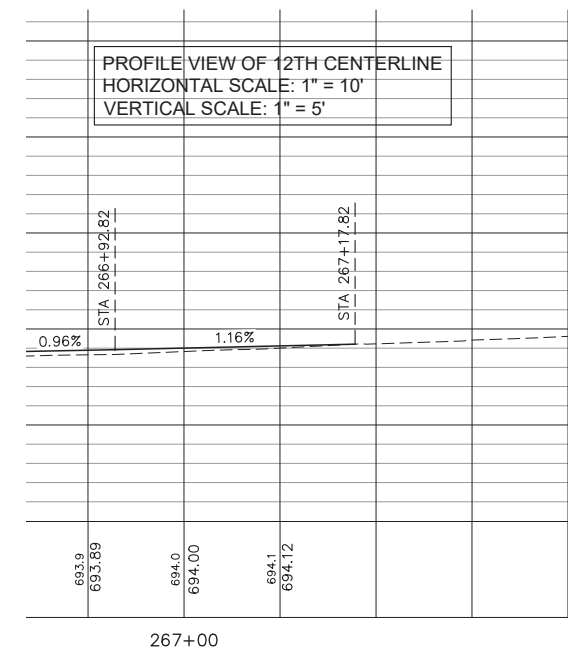 PROFILE VIEW OF 12TH CENTERLINE
HORIZONTAL SCALE: 1" = 10'
VERTICAL SCALE: 1" = 5'
STA 266+92.82
STA 267+17.82
0.96%
1.16%
693.9
693.89
694.0
694.00
694.1
694.12
267+00